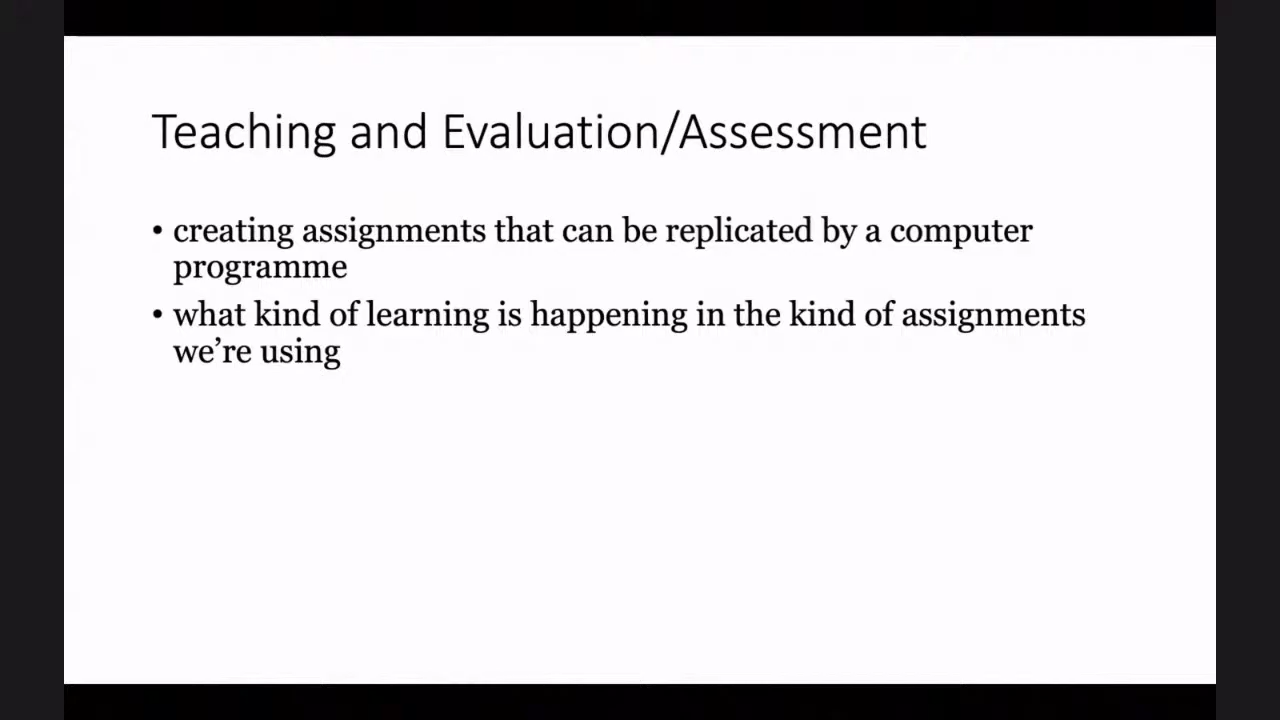 Teaching and Evaluation/Assessment
• creating assignments that can be replicated by a computer
programme
• what kind of learning is happening in the kind of assignments
we’re using